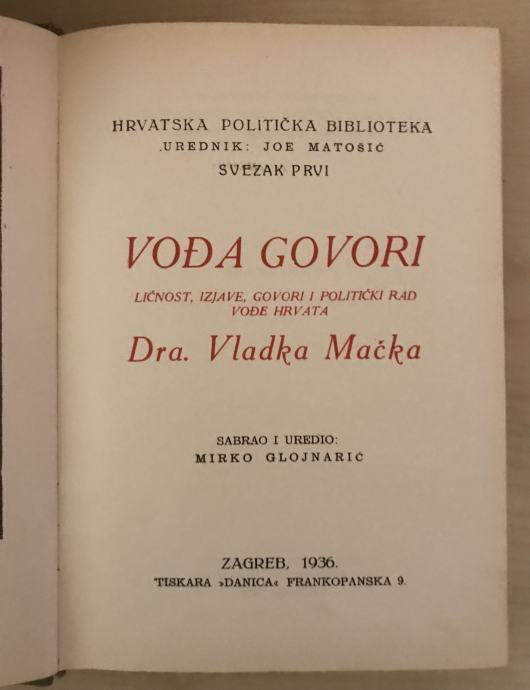 HRVATSKA POLITIČKA BIBLIOTEKA
UREDNIK: JOE MATOŠIĆ
SVEZAK PRVI
VOĐA GOVORI
LIČNOST, IZJAVE, GOVORI I POLITIČKI RAD
VOĐE HRVATA
Dra. Vladka Mačka
SABRAO I UREDIO:
MIRKO GLOJNARIĆ
ZAGREB, 1936.
TISKARA »DANICA« FRANKOPANSKA 9.